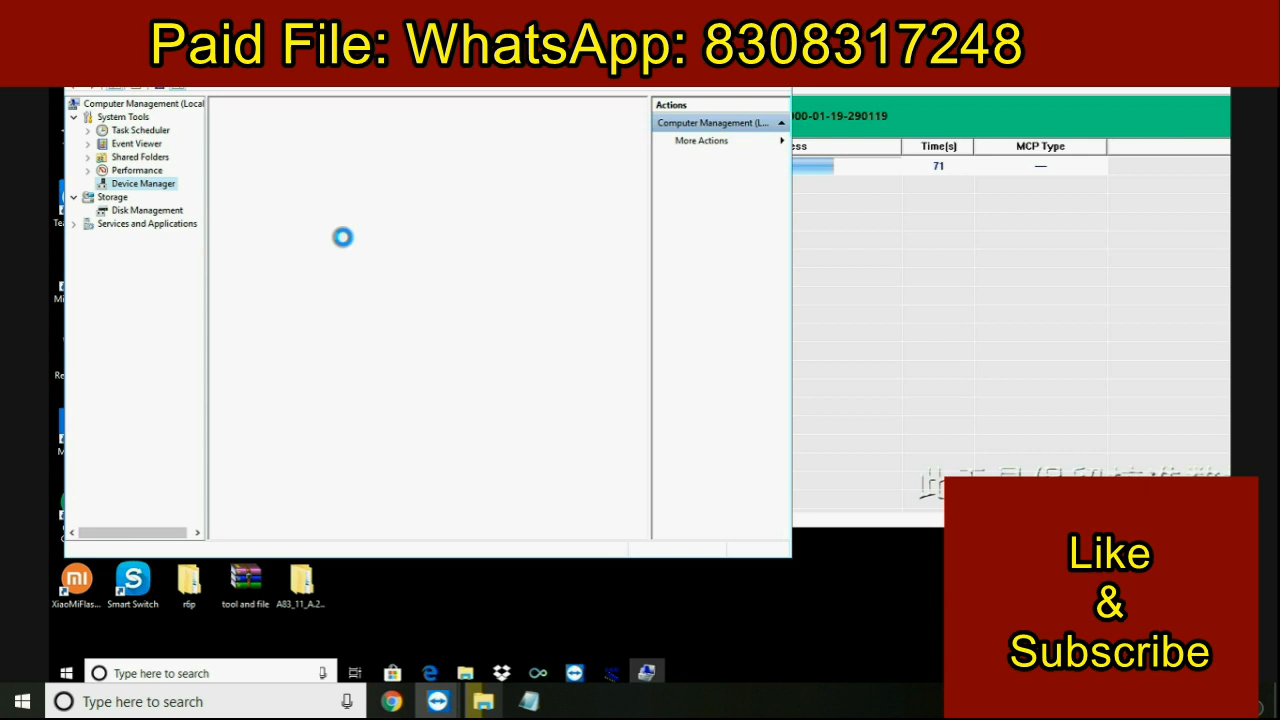 Paid File: WhatsApp: 8308317248
Computer Management (Local
System Tools
Task Scheduler
Event Viewer
Shared Folders
Performance
Device Manager
Storage
Disk Management
Services and Applications
Actions
Computer Management (L...
More Actions
000-01-19-290119
ess
Time(s)
MCP Type
71
—
XiaoMiFlas...
Smart Switch
r6p
tool and file
A83_11_A.2...
Like
&
Subscribe
Type here to search
Type here to search